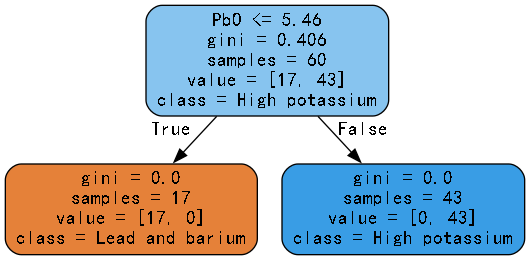 PbO <= 5.46
gini = 0.406
samples = 60
value = [17, 43]
class = High potassium
True
False
gini = 0.0
samples = 17
value = [17, 0]
class = Lead and barium
gini = 0.0
samples = 43
value = [0, 43]
class = High potassium